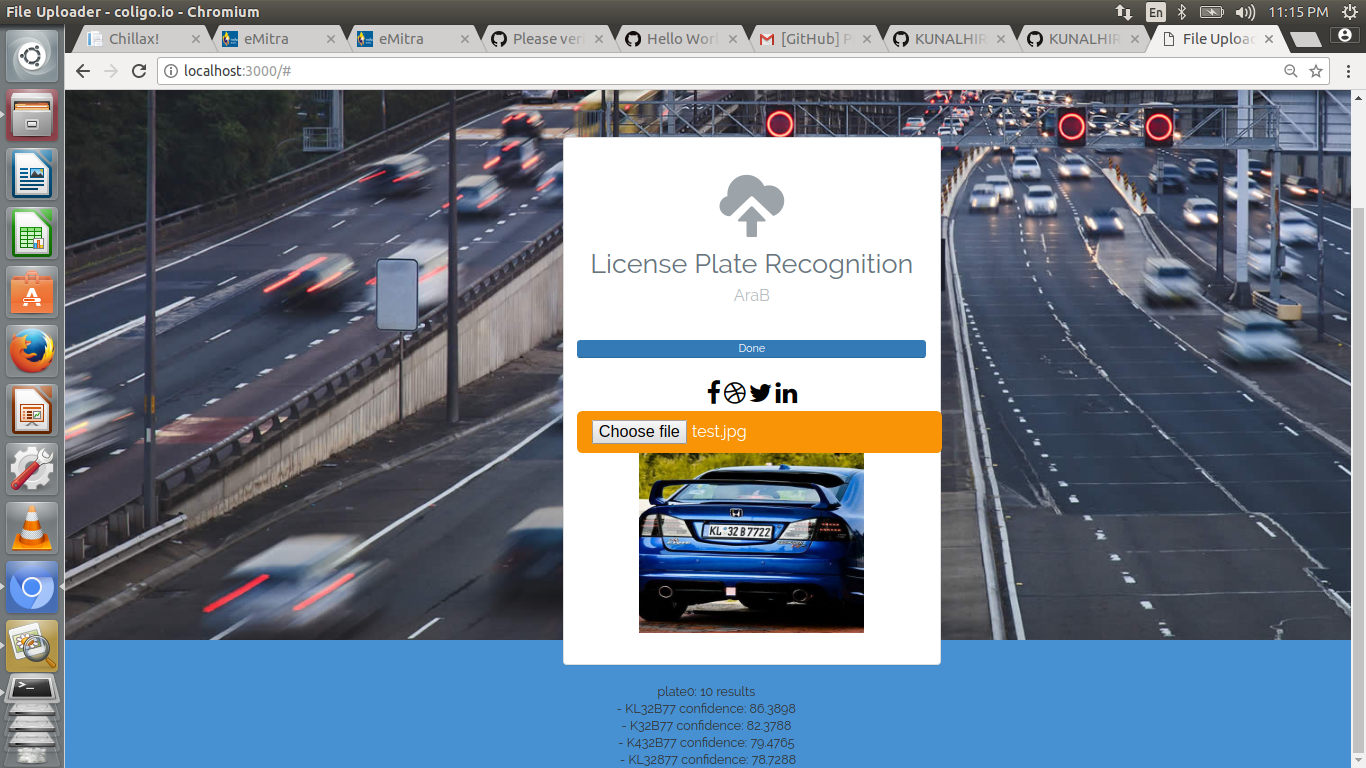 File Uploader - coligo.io - Chromium
En
11:15 PM
Chillax!
eMitra
eMitra
Please veri
Hello Worl
[GitHub] P
KUNALHIR
KUNALHIR
File Upload
localhost:3000/#
License Plate Recognition
AraB
Done
Choose file test.jpg
KL 32 B 7722
plate0: 10 results
- KL32B77 confidence: 86.3898
- K32B77 confidence: 82.3788
- K432B77 confidence: 79.4765
- KL32877 confidence: 78.7288